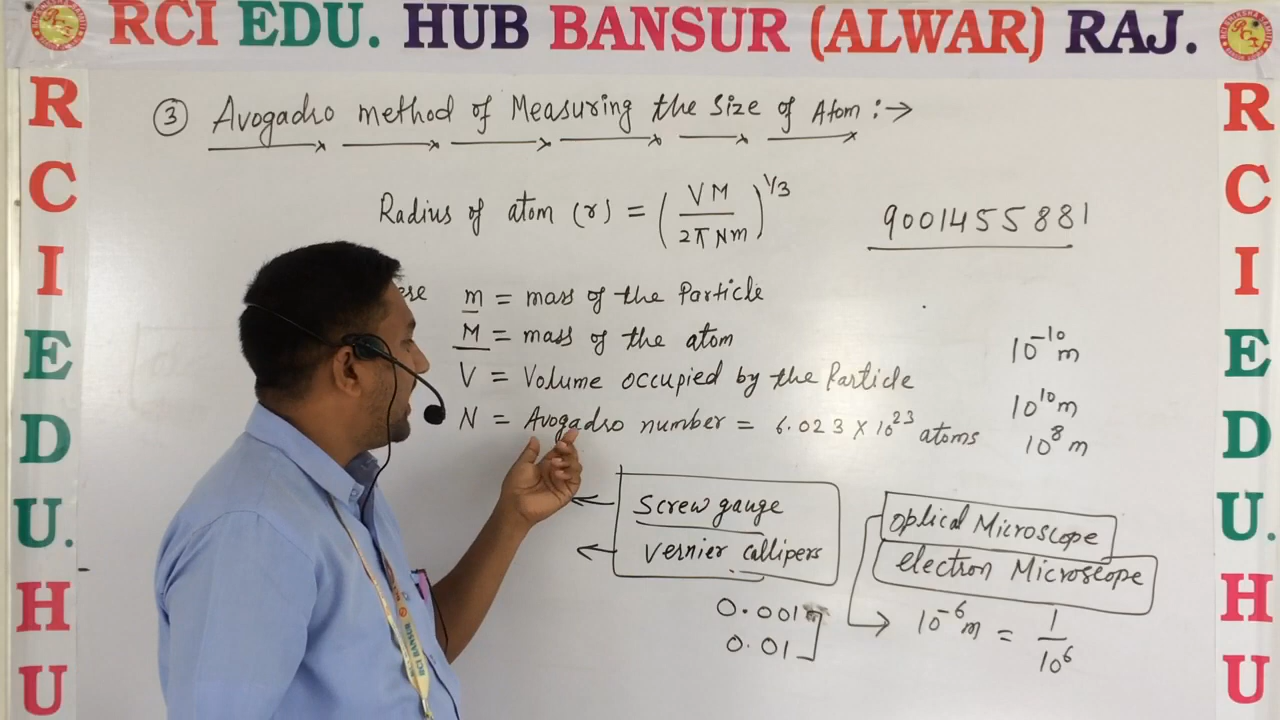 RCI EDU. HUB BANSUR (ALWAR) RAJ.
R
C
I
E
D
U.
H
U
③ Avogadro method of Measuring the Size of Atom :→
Radius of atom (r) = (VM / 2π Nm)^1/3
9001455881
m = mass of the Particle
M = mass of the atom
V = Volume occupied by the Particle
N = Avogadro number = 6.023 X 10^23 atoms
10^-10 m
10^10 m
10^8 m
Screw gauge
Vernier callipers
optical Microscope
electron Microscope
0.001
0.01
→ 10^-6 m = 1 / 10^6
RCI BANSUR
R
C
I
E
D
U.
H
U